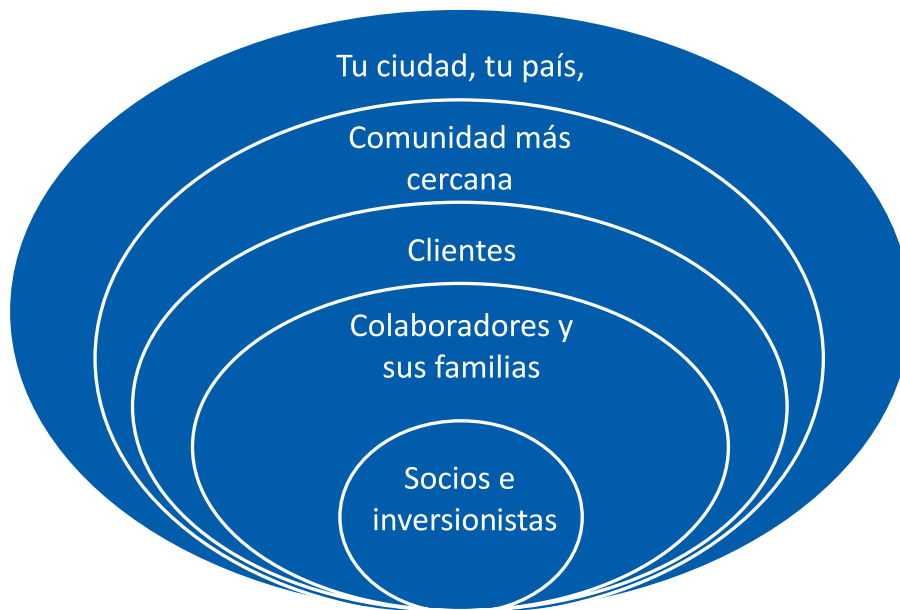 Tu ciudad, tu país,
Comunidad más
cercana
Clientes
Colaboradores y
sus familias
Socios e
inversionistas